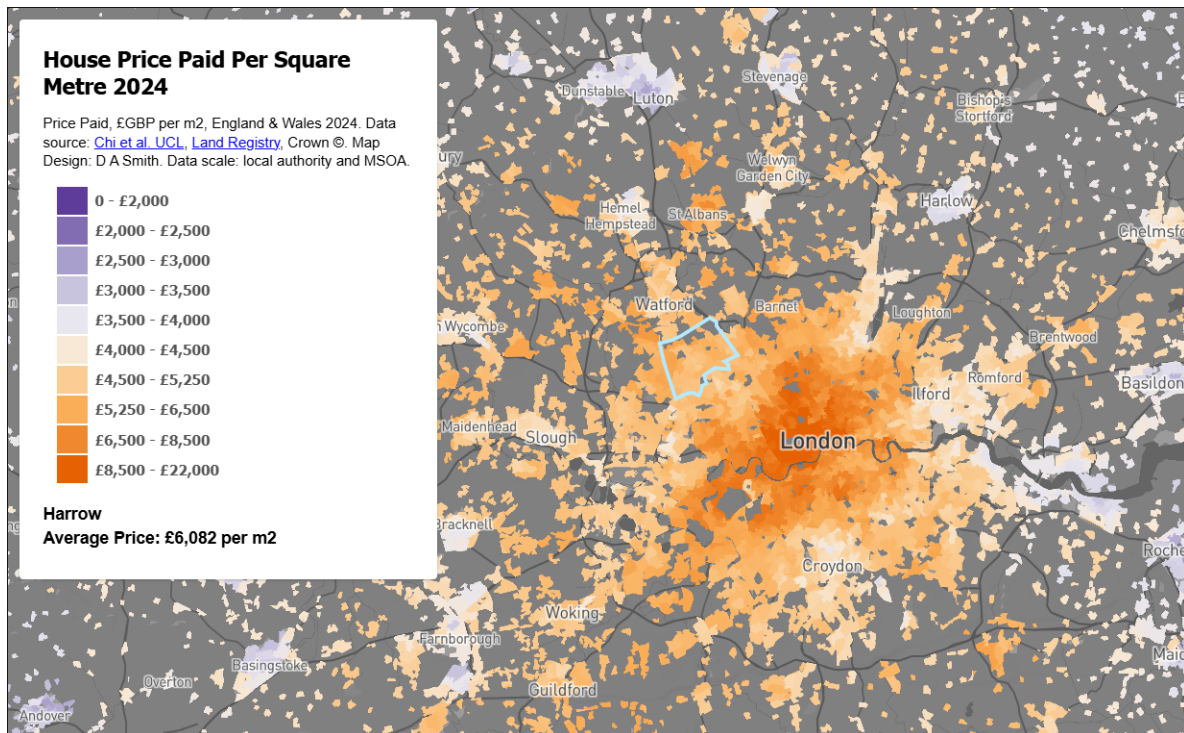 House Price Paid Per Square
Metre 2024
Price Paid, £GBP per m2, England & Wales 2024. Data
source: Chi et al. UCL, Land Registry, Crown ©. Map
Design: D A Smith. Data scale: local authority and MSOA.
0 - £2,000
£2,000 - £2,500
£2,500 - £3,000
£3,000 - £3,500
£3,500 - £4,000
£4,000 - £4,500
£4,500 - £5,250
£5,250 - £6,500
£6,500 - £8,500
£8,500 - £22,000
Harrow
Average Price: £6,082 per m2
Stevenage
Dunstable
Luton
Bishop's
Stortford
ury
Welwyn
Garden City
Hemel
Hempstead
St Albans
Harlow
Chelmsfo
Watford
Barnet
Loughton
n Wycombe
Brentwood
Romford
Basildon
Ilford
Maidenhead
Slough
London
Bracknell
Roche
Croydon
Woking
Farnborough
Basingstoke
Maid
Overton
Guildford
Andover